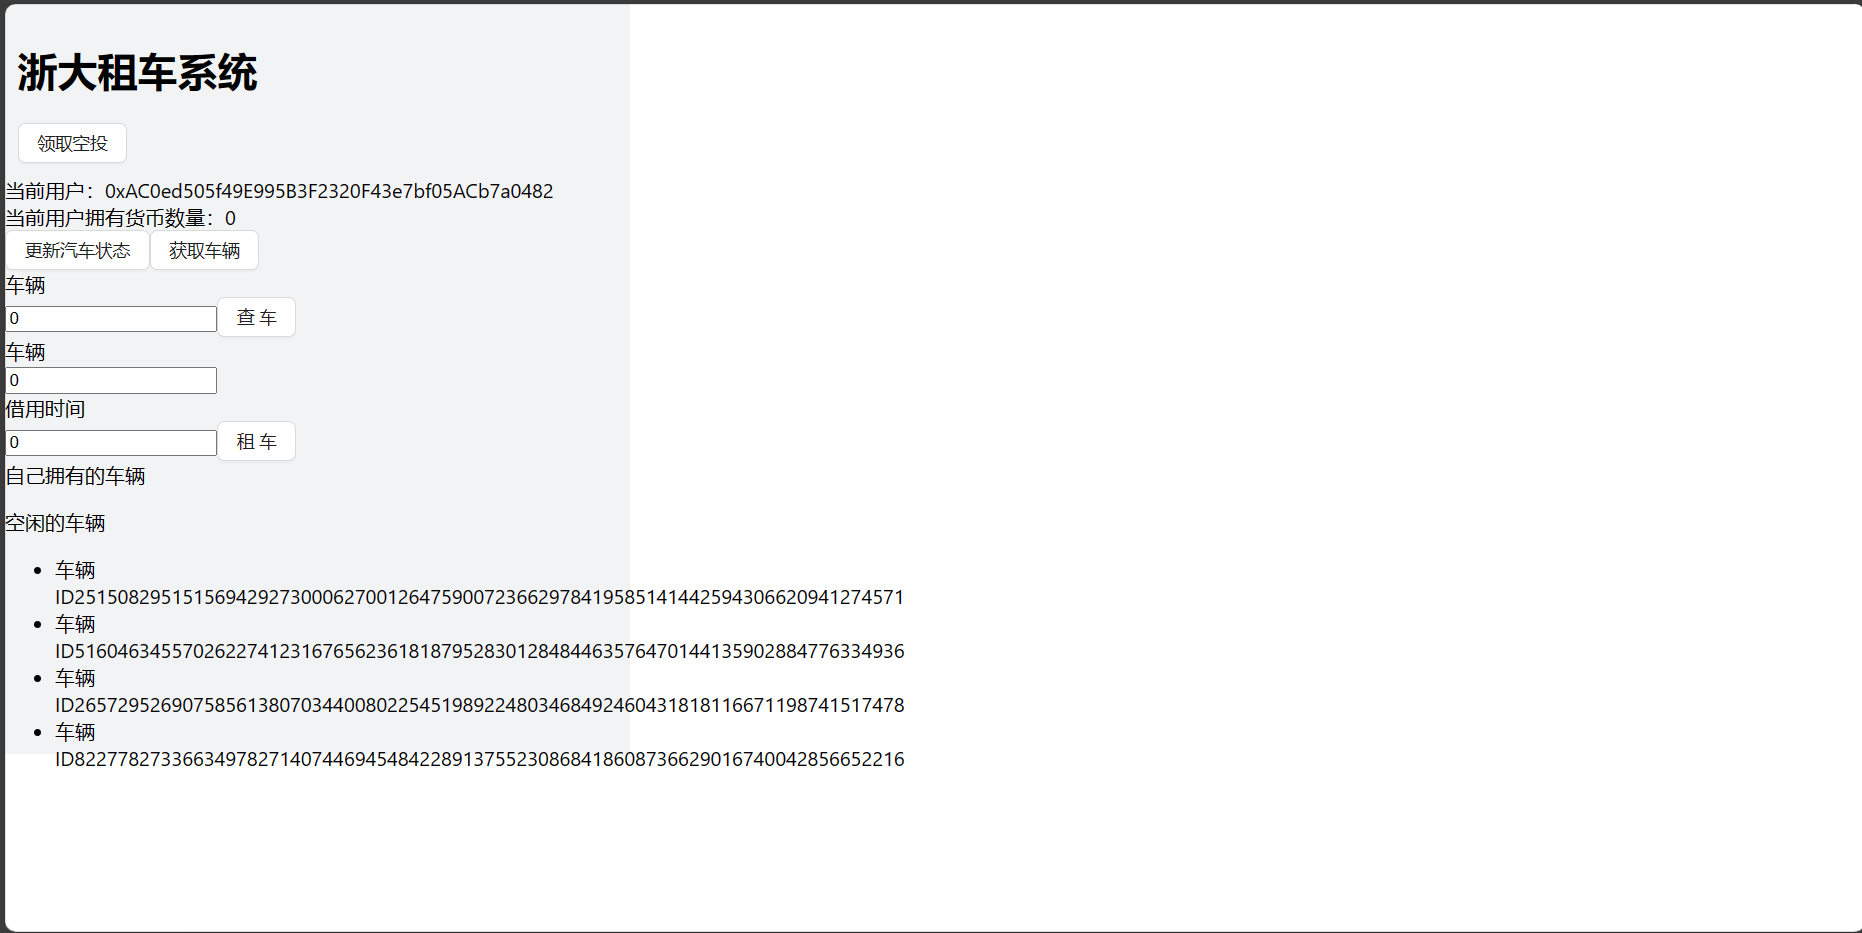 浙大租车系统
领取空投
当前用户：0xAC0ed505f49E995B3F2320F43e7bf05ACb7a0482
当前用户拥有货币数量：0
更新汽车状态 获取车辆
车辆
0 查 车
车辆
0
借用时间
0 租 车
自己拥有的车辆
空闲的车辆
车辆
ID25150829515156942927300062700126475900723662978419585141442594306620941274571
车辆
ID51604634557026227412316765623618187952830128484463576470144135902884776334936
车辆
ID26572952690758561380703440080225451989224803468492460431818116671198741517478
车辆
ID82277827336634978271407446945484228913755230868418608736629016740042856652216